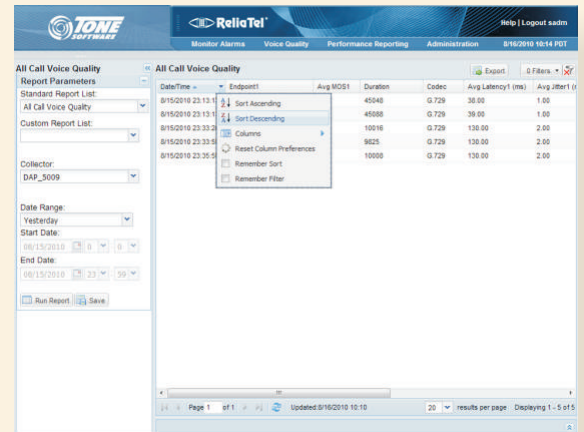 TONE
SOFTWARE
ReliaTel
Help | Logout sadm
Monitor Alarms Voice Quality Performance Reporting Administration 8/16/2010 10:14 PDT
All Call Voice Quality
Report Parameters
Standard Report List:
All Call Voice Quality
Custom Report List:
Collector:
DAP_5009
Date Range:
Yesterday
Start Date:
08/15/2010 0 0
End Date:
08/15/2010 23 59
Run Report Save
All Call Voice Quality
Export 0 Filters
Date/Time Endpoint1 Avg MOS1 Duration Codec Avg Latency1 (ms) Avg Jitter1 (
8/15/2010 23:13:1 45048 G.729 38.00 1.00
8/15/2010 23:13:1 45088 G.729 39.00 1.00
8/15/2010 23:33:2 10016 G.729 138.00 2.00
8/15/2010 23:33:5 9825 G.729 138.00 2.00
8/15/2010 23:35:5 10088 G.729 130.00 2.00
Sort Ascending
Sort Descending
Columns
Reset Column Preferences
Remember Sort
Remember Filter
Page 1 of 1 Updated 8/16/2010 10:10 20 results per page Displaying 1 - 5 of 5